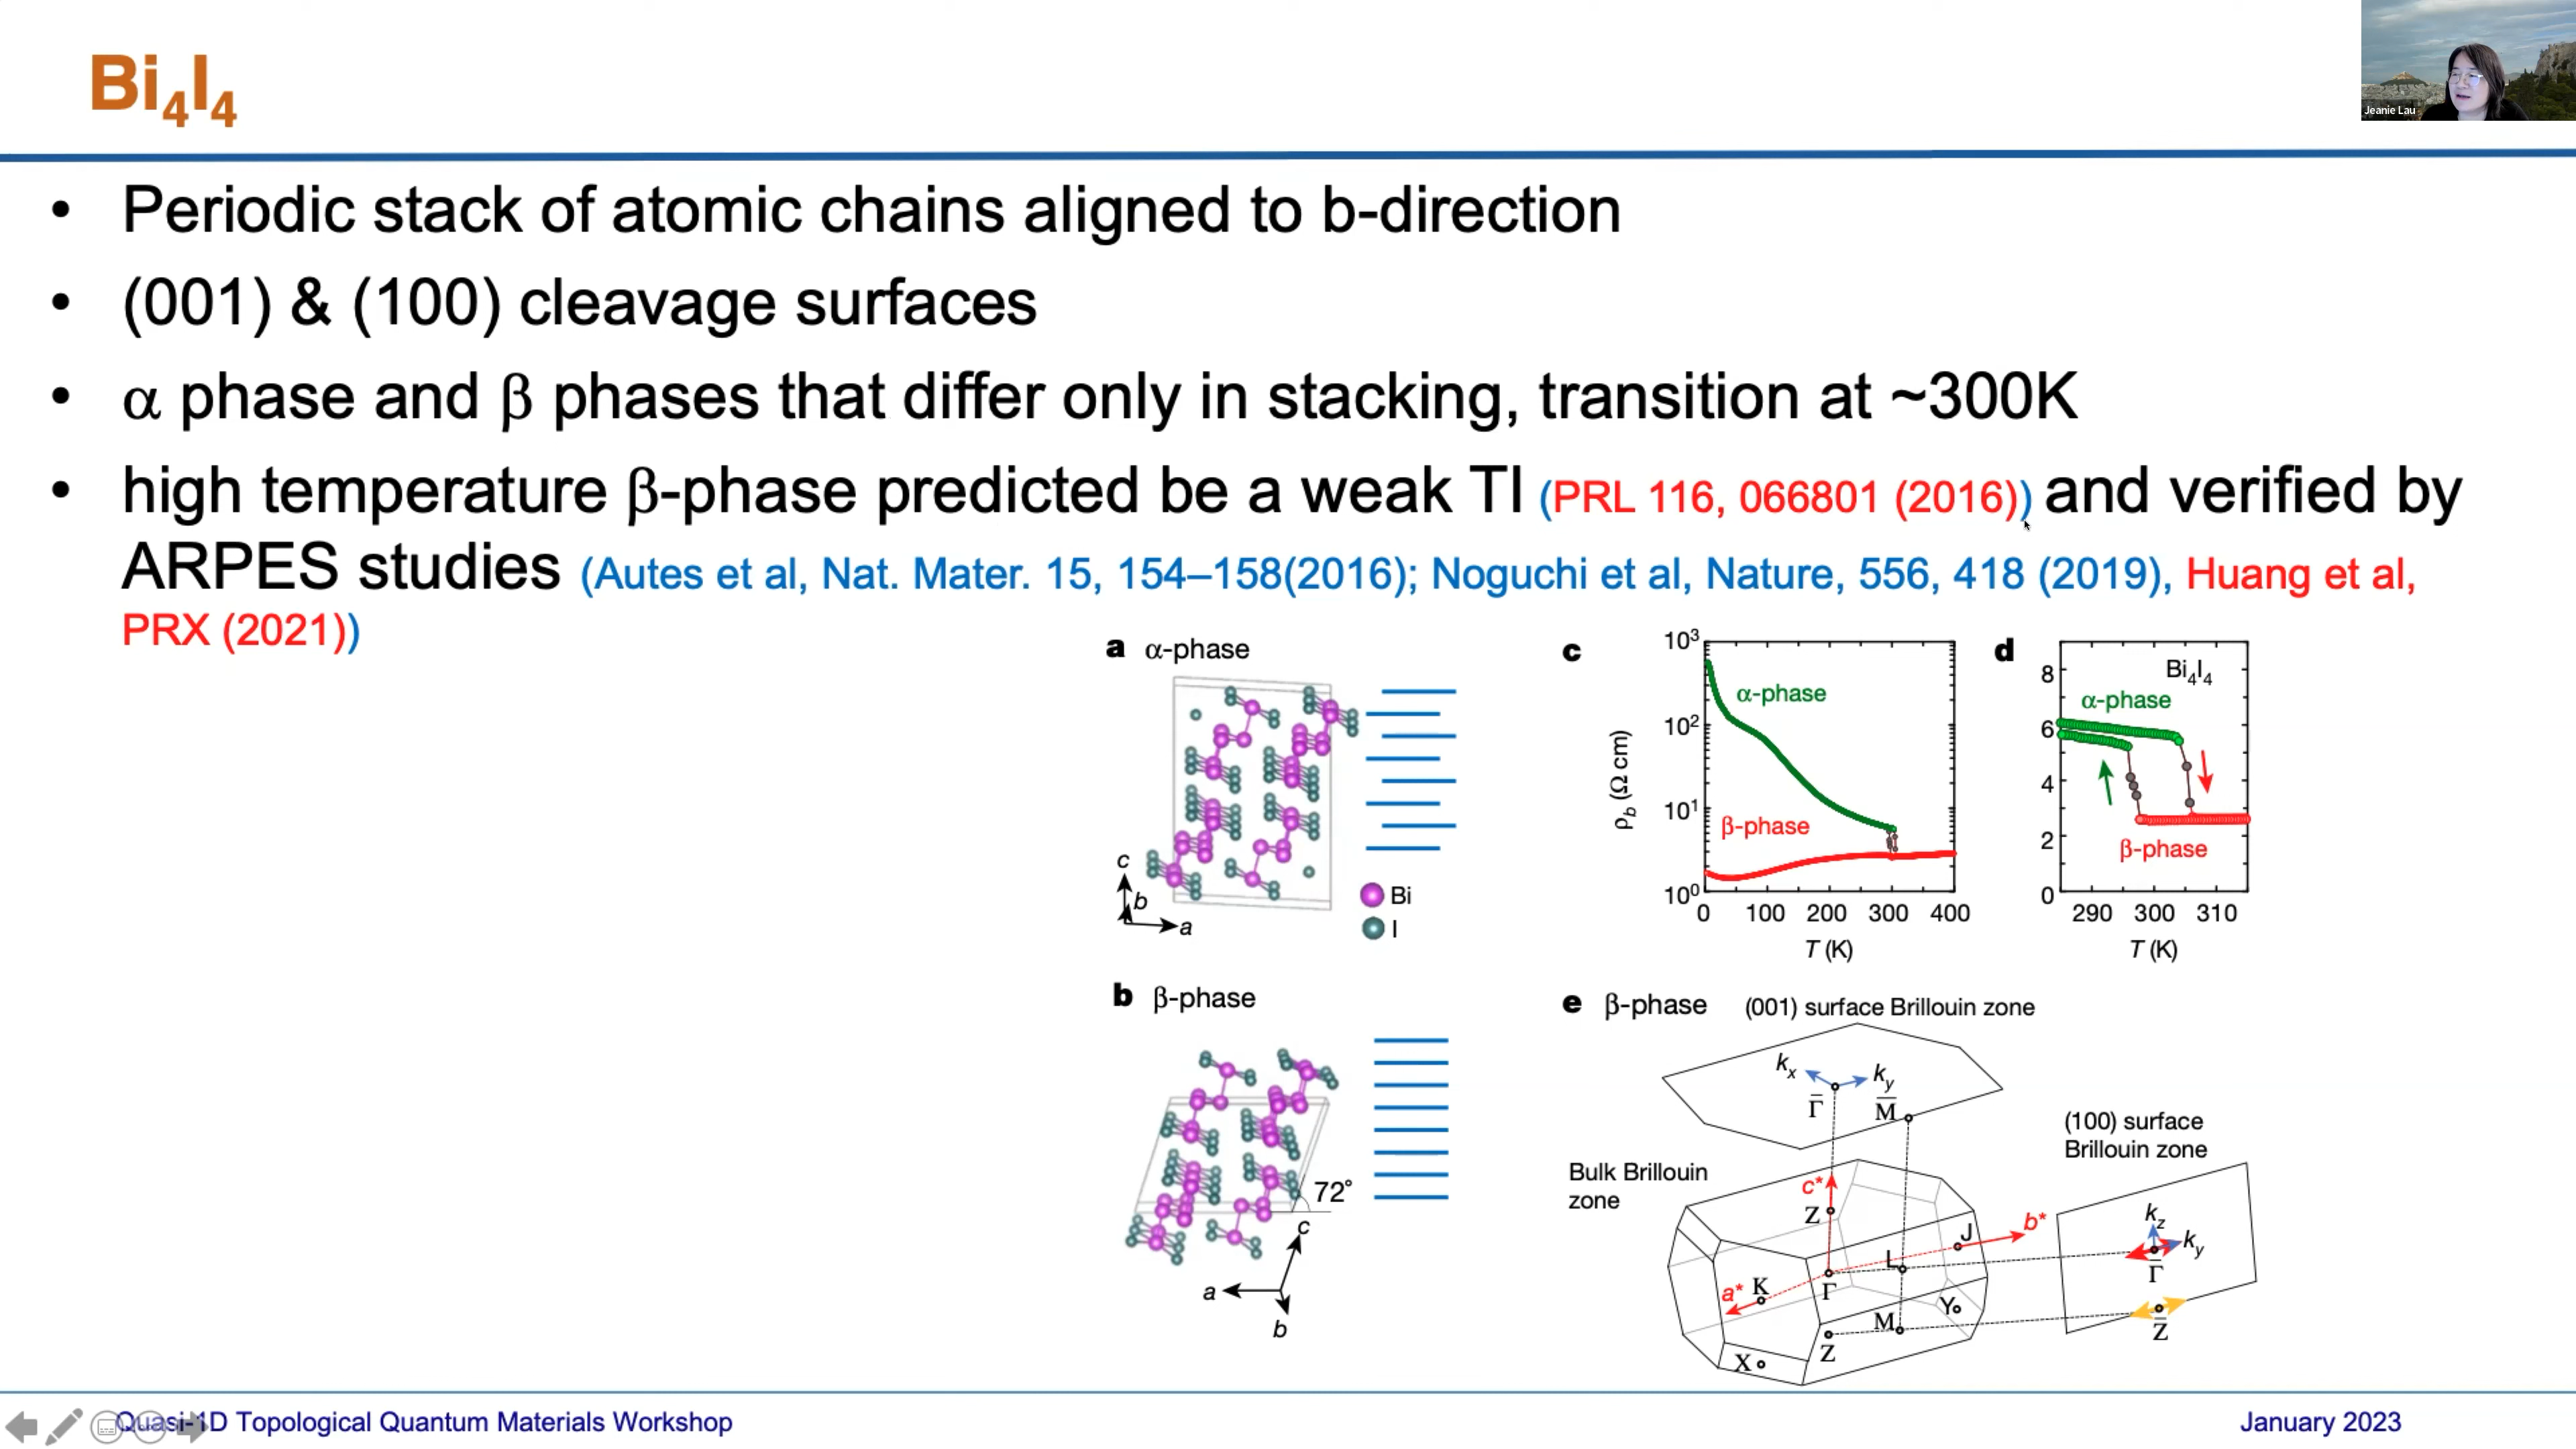 Bi4I4
Jeanie Lau
• Periodic stack of atomic chains aligned to b-direction
• (001) & (100) cleavage surfaces
• α phase and β phases that differ only in stacking, transition at ~300K
• high temperature β-phase predicted be a weak TI (PRL 116, 066801 (2016)) and verified by
ARPES studies (Autes et al, Nat. Mater. 15, 154–158(2016); Noguchi et al, Nature, 556, 418 (2019), Huang et al,
PRX (2021))
a α-phase
c
b
a
Bi
I
b β-phase
72°
c
a
b
c
10³
10²
10¹
10⁰
ρb (Ω cm)
α-phase
β-phase
0 100 200 300 400
T (K)
d
8
6
4
2
0
Bi4I4
α-phase
β-phase
290 300 310
T (K)
e β-phase (001) surface Brillouin zone
kx
ky
Γ̅
M̅
(100) surface
Brillouin zone
Bulk Brillouin
zone
c*
Z
J
b*
L
a* K
Γ
Y
M
Z
X
kz
ky
Γ̅
Z̅
Quasi-1D Topological Quantum Materials Workshop
January 2023